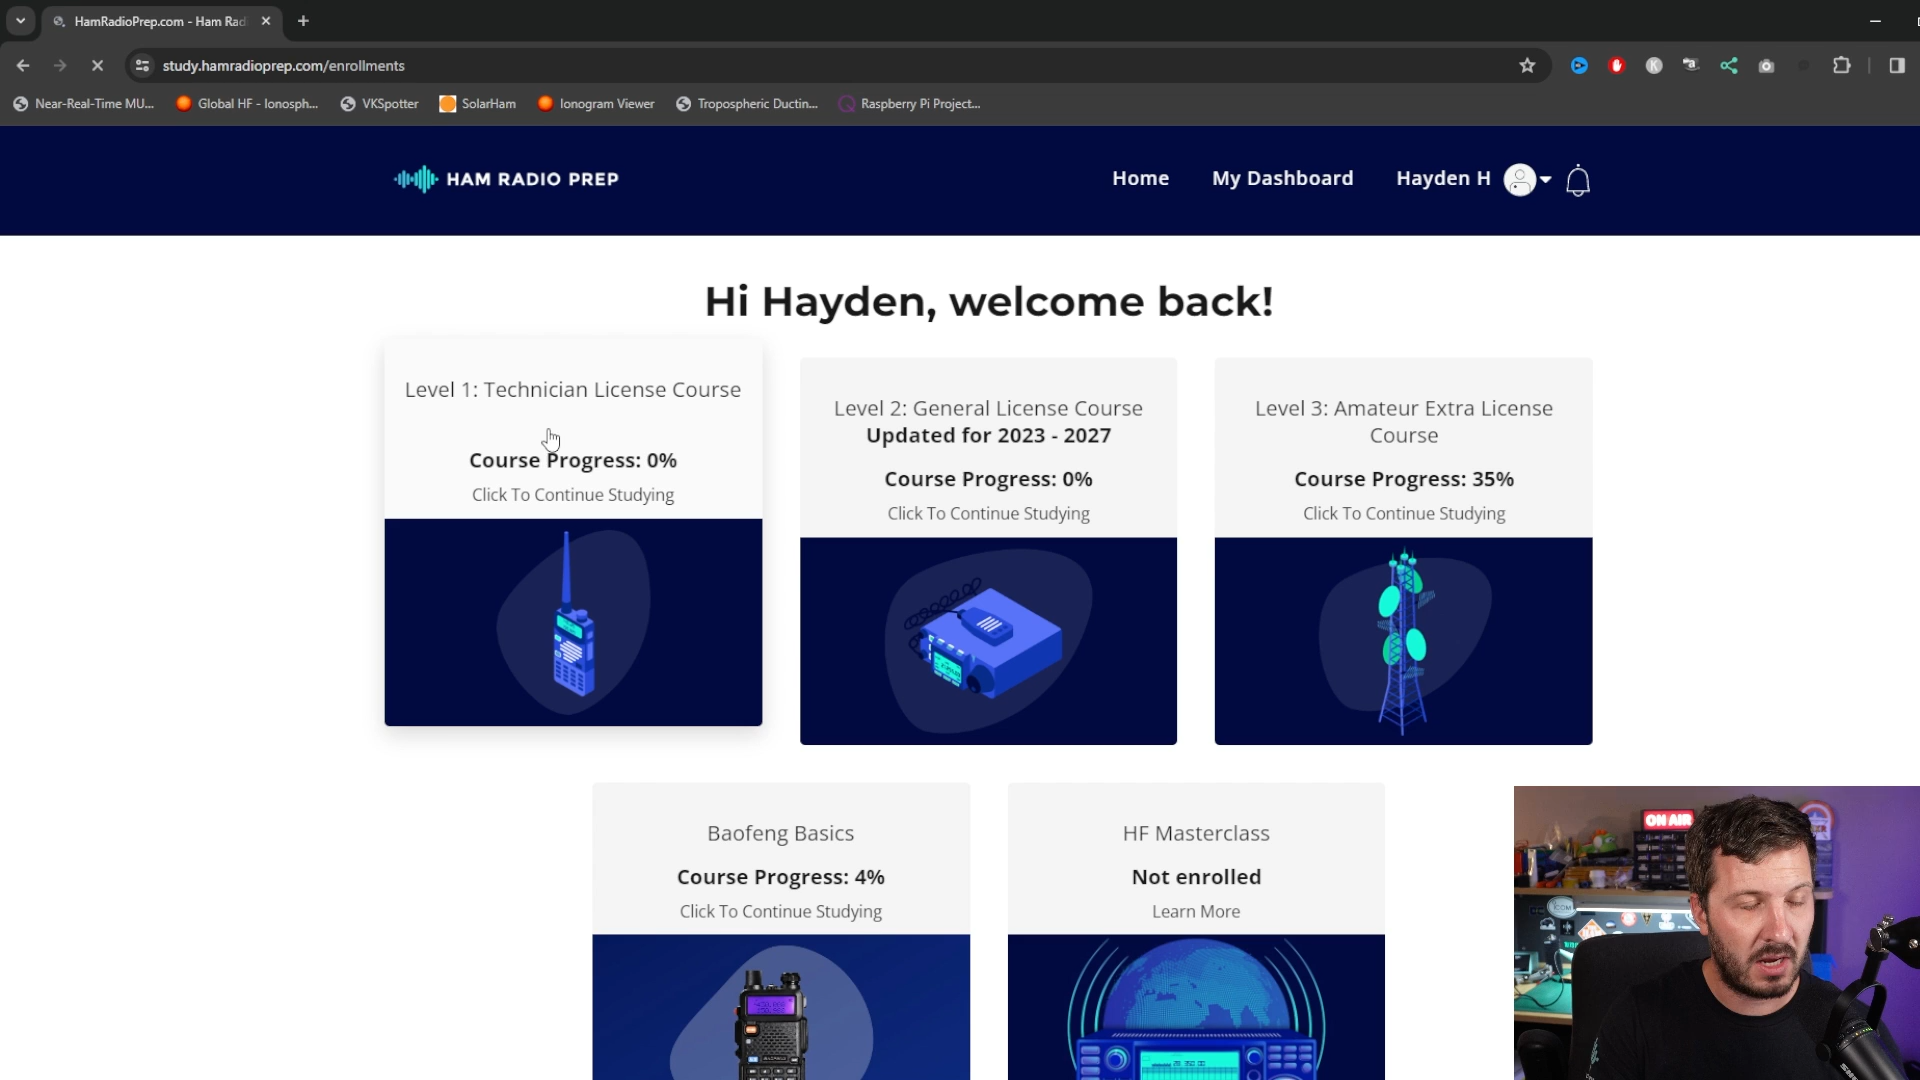 HamRadioPrep.com - Ham Rad
study.hamradioprep.com/enrollments
Near-Real-Time MU...
Global HF - Ionosph...
VKSpotter
SolarHam
Ionogram Viewer
Tropospheric Ductin...
Raspberry Pi Project...
HAM RADIO PREP
Home
My Dashboard
Hayden H
Hi Hayden, welcome back!
Level 1: Technician License Course
Course Progress: 0%
Click To Continue Studying
Level 2: General License Course
Updated for 2023 - 2027
Course Progress: 0%
Click To Continue Studying
Level 3: Amateur Extra License
Course
Course Progress: 35%
Click To Continue Studying
Baofeng Basics
Course Progress: 4%
Click To Continue Studying
HF Masterclass
Not enrolled
Learn More
ON AIR
ICOM